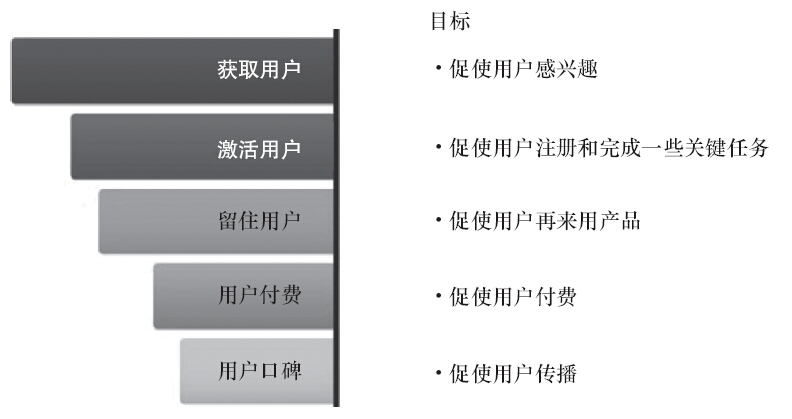 目标
获取用户
·促使用户感兴趣
激活用户
·促使用户注册和完成一些关键任务
留住用户
·促使用户再来用产品
用户付费
·促使用户付费
用户口碑
·促使用户传播